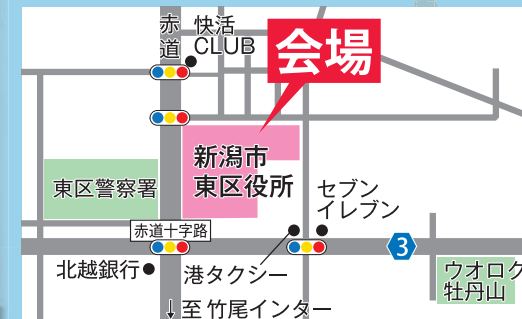 赤道
快活
CLUB
会場
新潟市
東区役所
東区警察署
セブン
イレブン
赤道十字路
3
北越銀行
港タクシー
ウオロク
牡丹山
↓至 竹尾インター